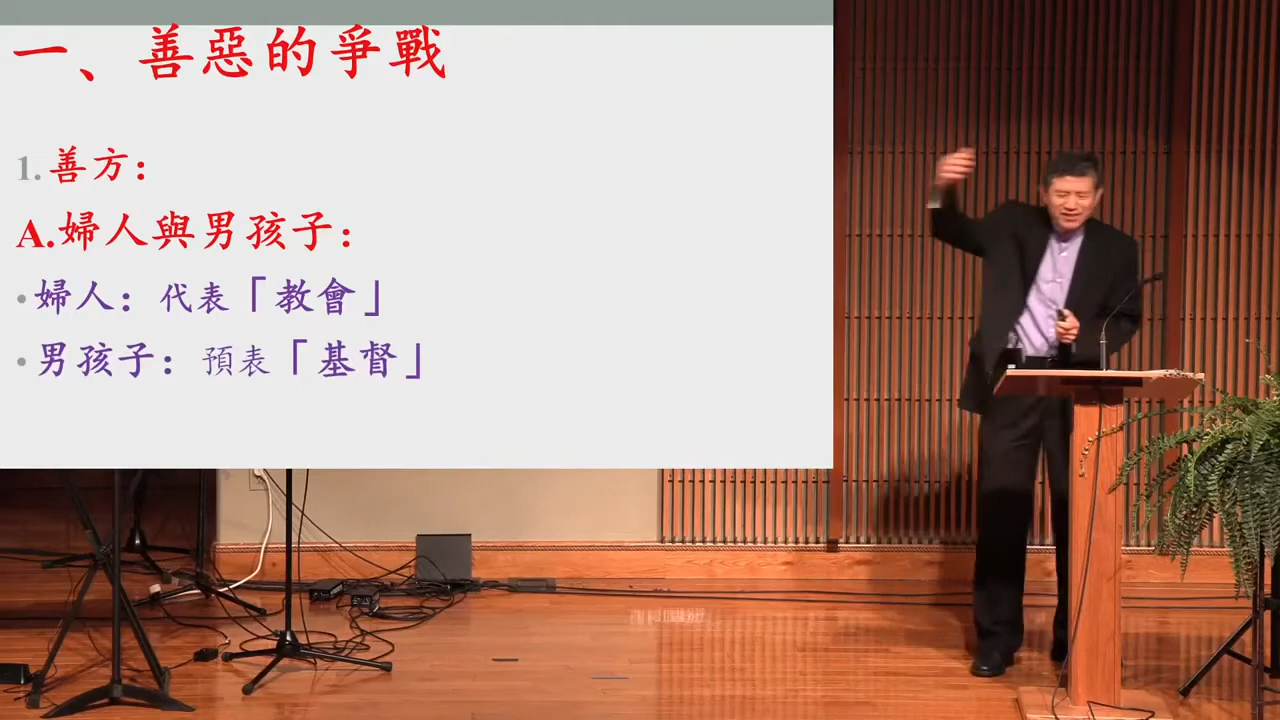 一、善惡的爭戰
1. 善方：
A.婦人與男孩子：
•婦人：代表「教會」
•男孩子：預表「基督」